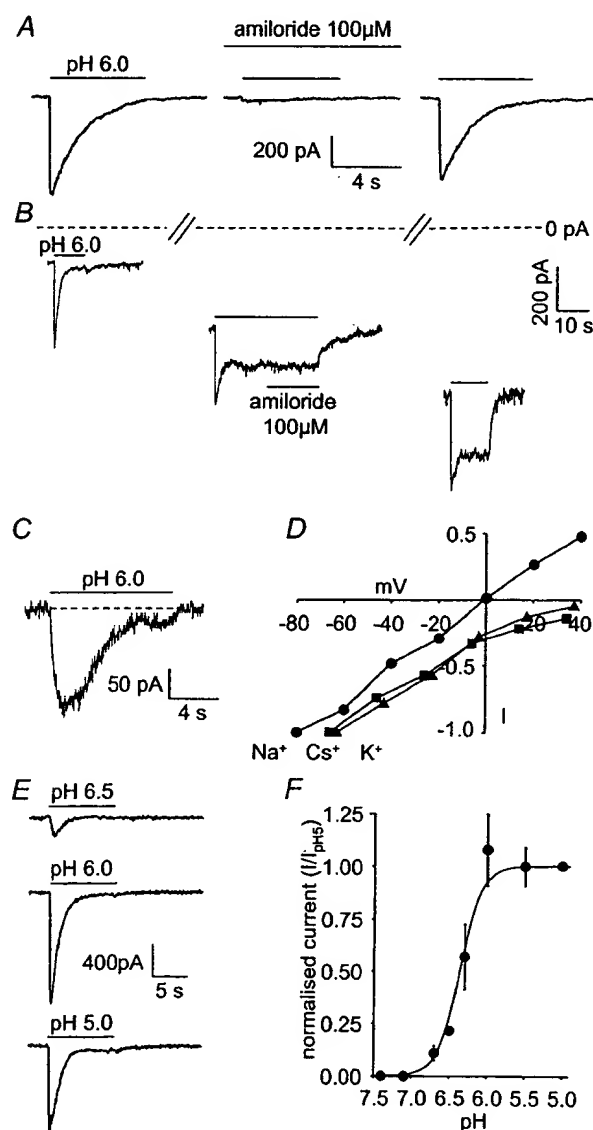 A
amiloride 100µM
pH 6.0
200 pA
4 s
B
0 pA
pH 6.0
200 pA
10 s
amiloride
100µM
C
pH 6.0
50 pA
4 s
D
0.5
mV
-80 -60 -40 -20 20 40
-0.5
-1.0
I
Na⁺ Cs⁺ K⁺
E
pH 6.5
pH 6.0
400pA
5 s
pH 5.0
F
normalised current (I/I pH5)
1.25
1.00
0.75
0.50
0.25
0.00
7.5 7.0 6.5 6.0 5.5 5.0
pH